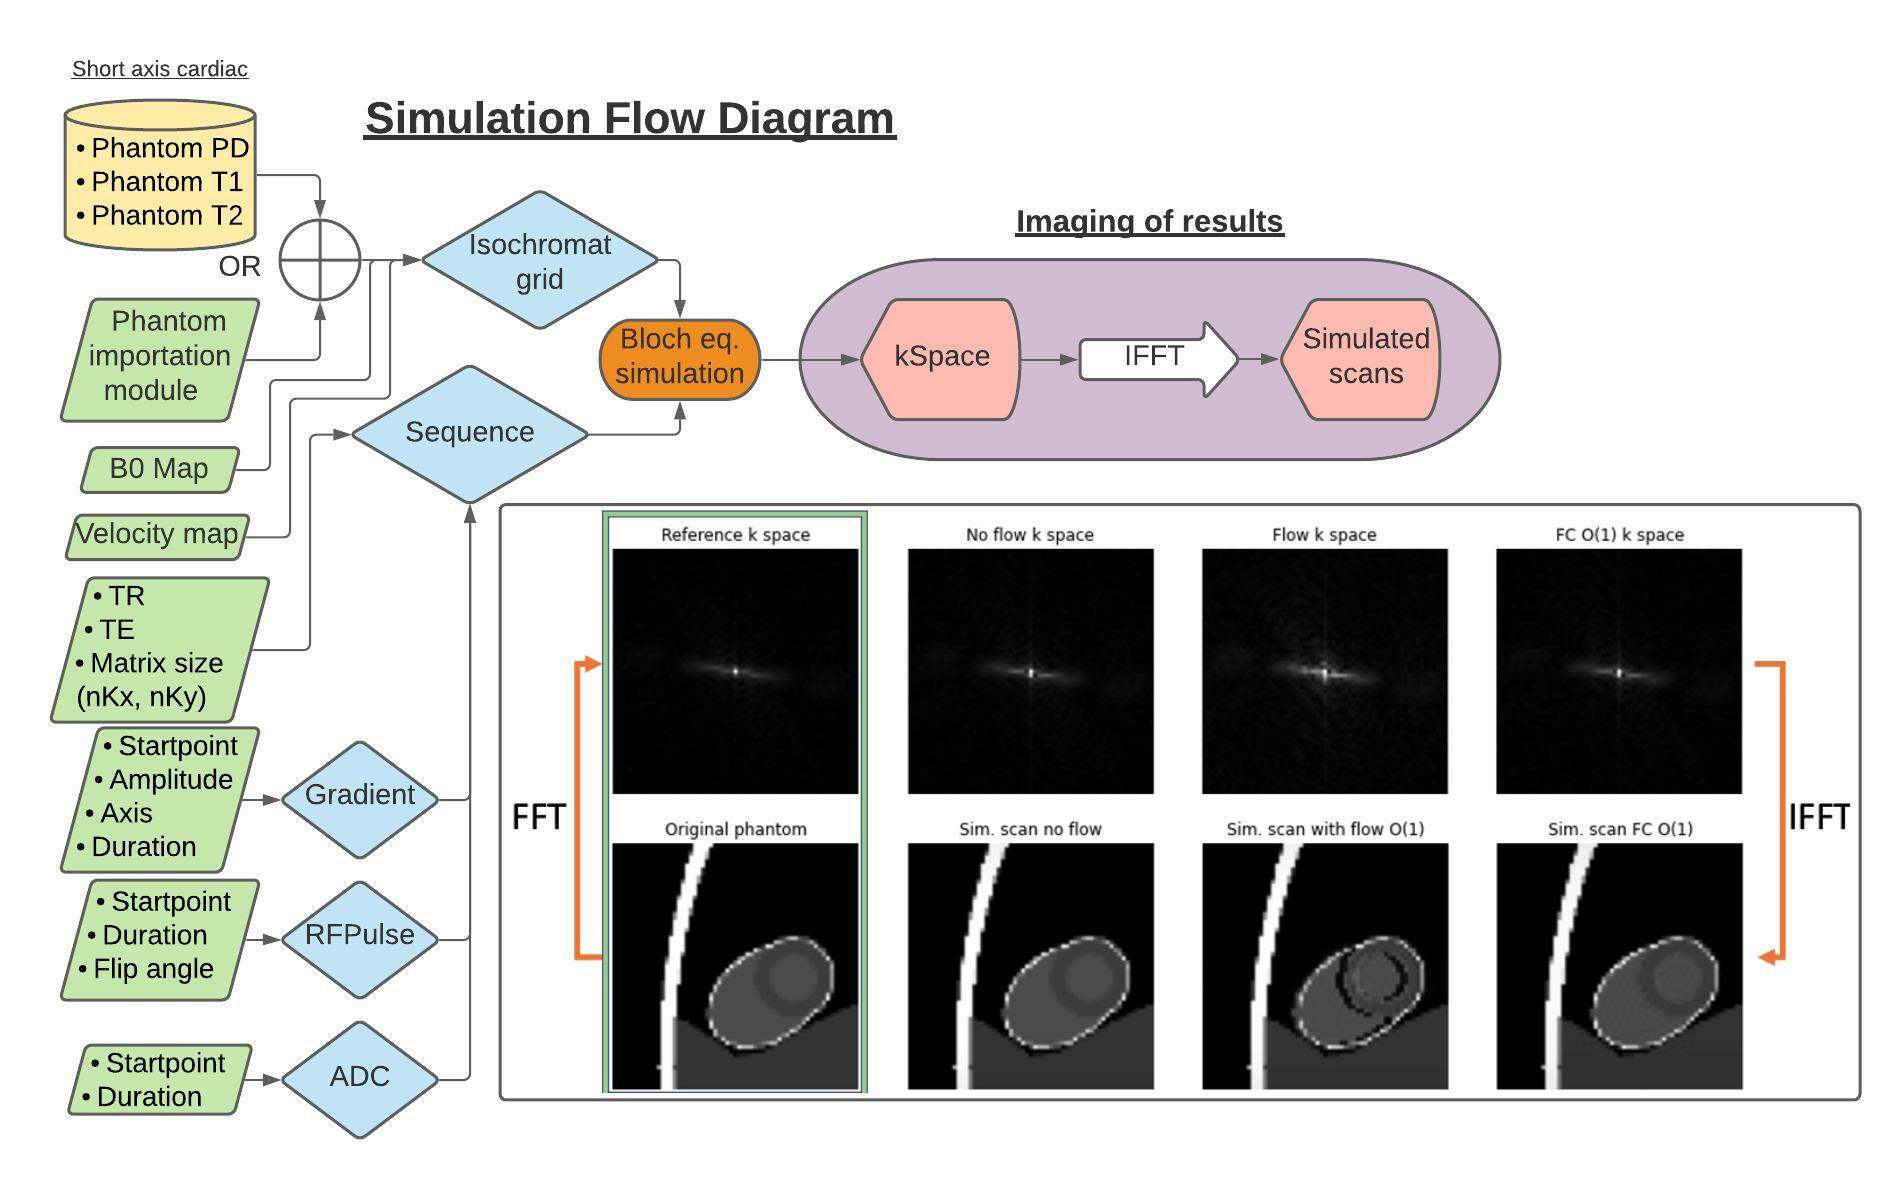 Short axis cardiac
Simulation Flow Diagram
• Phantom PD
• Phantom T1
• Phantom T2
OR
Phantom
importation
module
B0 Map
Velocity map
• TR
• TE
• Matrix size
(nKx, nKy)
• Startpoint
• Amplitude
• Axis
• Duration
• Startpoint
• Duration
• Flip angle
• Startpoint
• Duration
Isochromat
grid
Sequence
Gradient
RFPulse
ADC
Bloch eq.
simulation
Imaging of results
kSpace
IFFT
Simulated
scans
Reference k space
No flow k space
Flow k space
FC O(1) k space
FFT
IFFT
Original phantom
Sim. scan no flow
Sim. scan with flow O(1)
Sim. scan FC O(1)